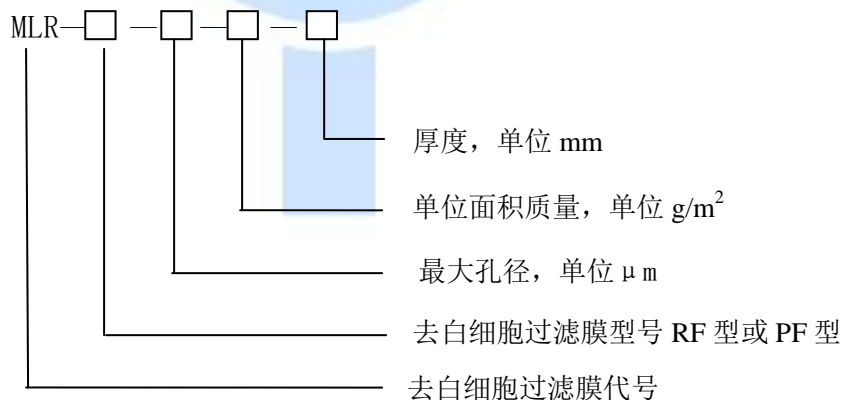 MLR—□—□—□—□
厚度，单位 mm
单位面积质量，单位 g/m²
最大孔径，单位 μm
去白细胞过滤膜型号 RF 型或 PF 型
去白细胞过滤膜代号